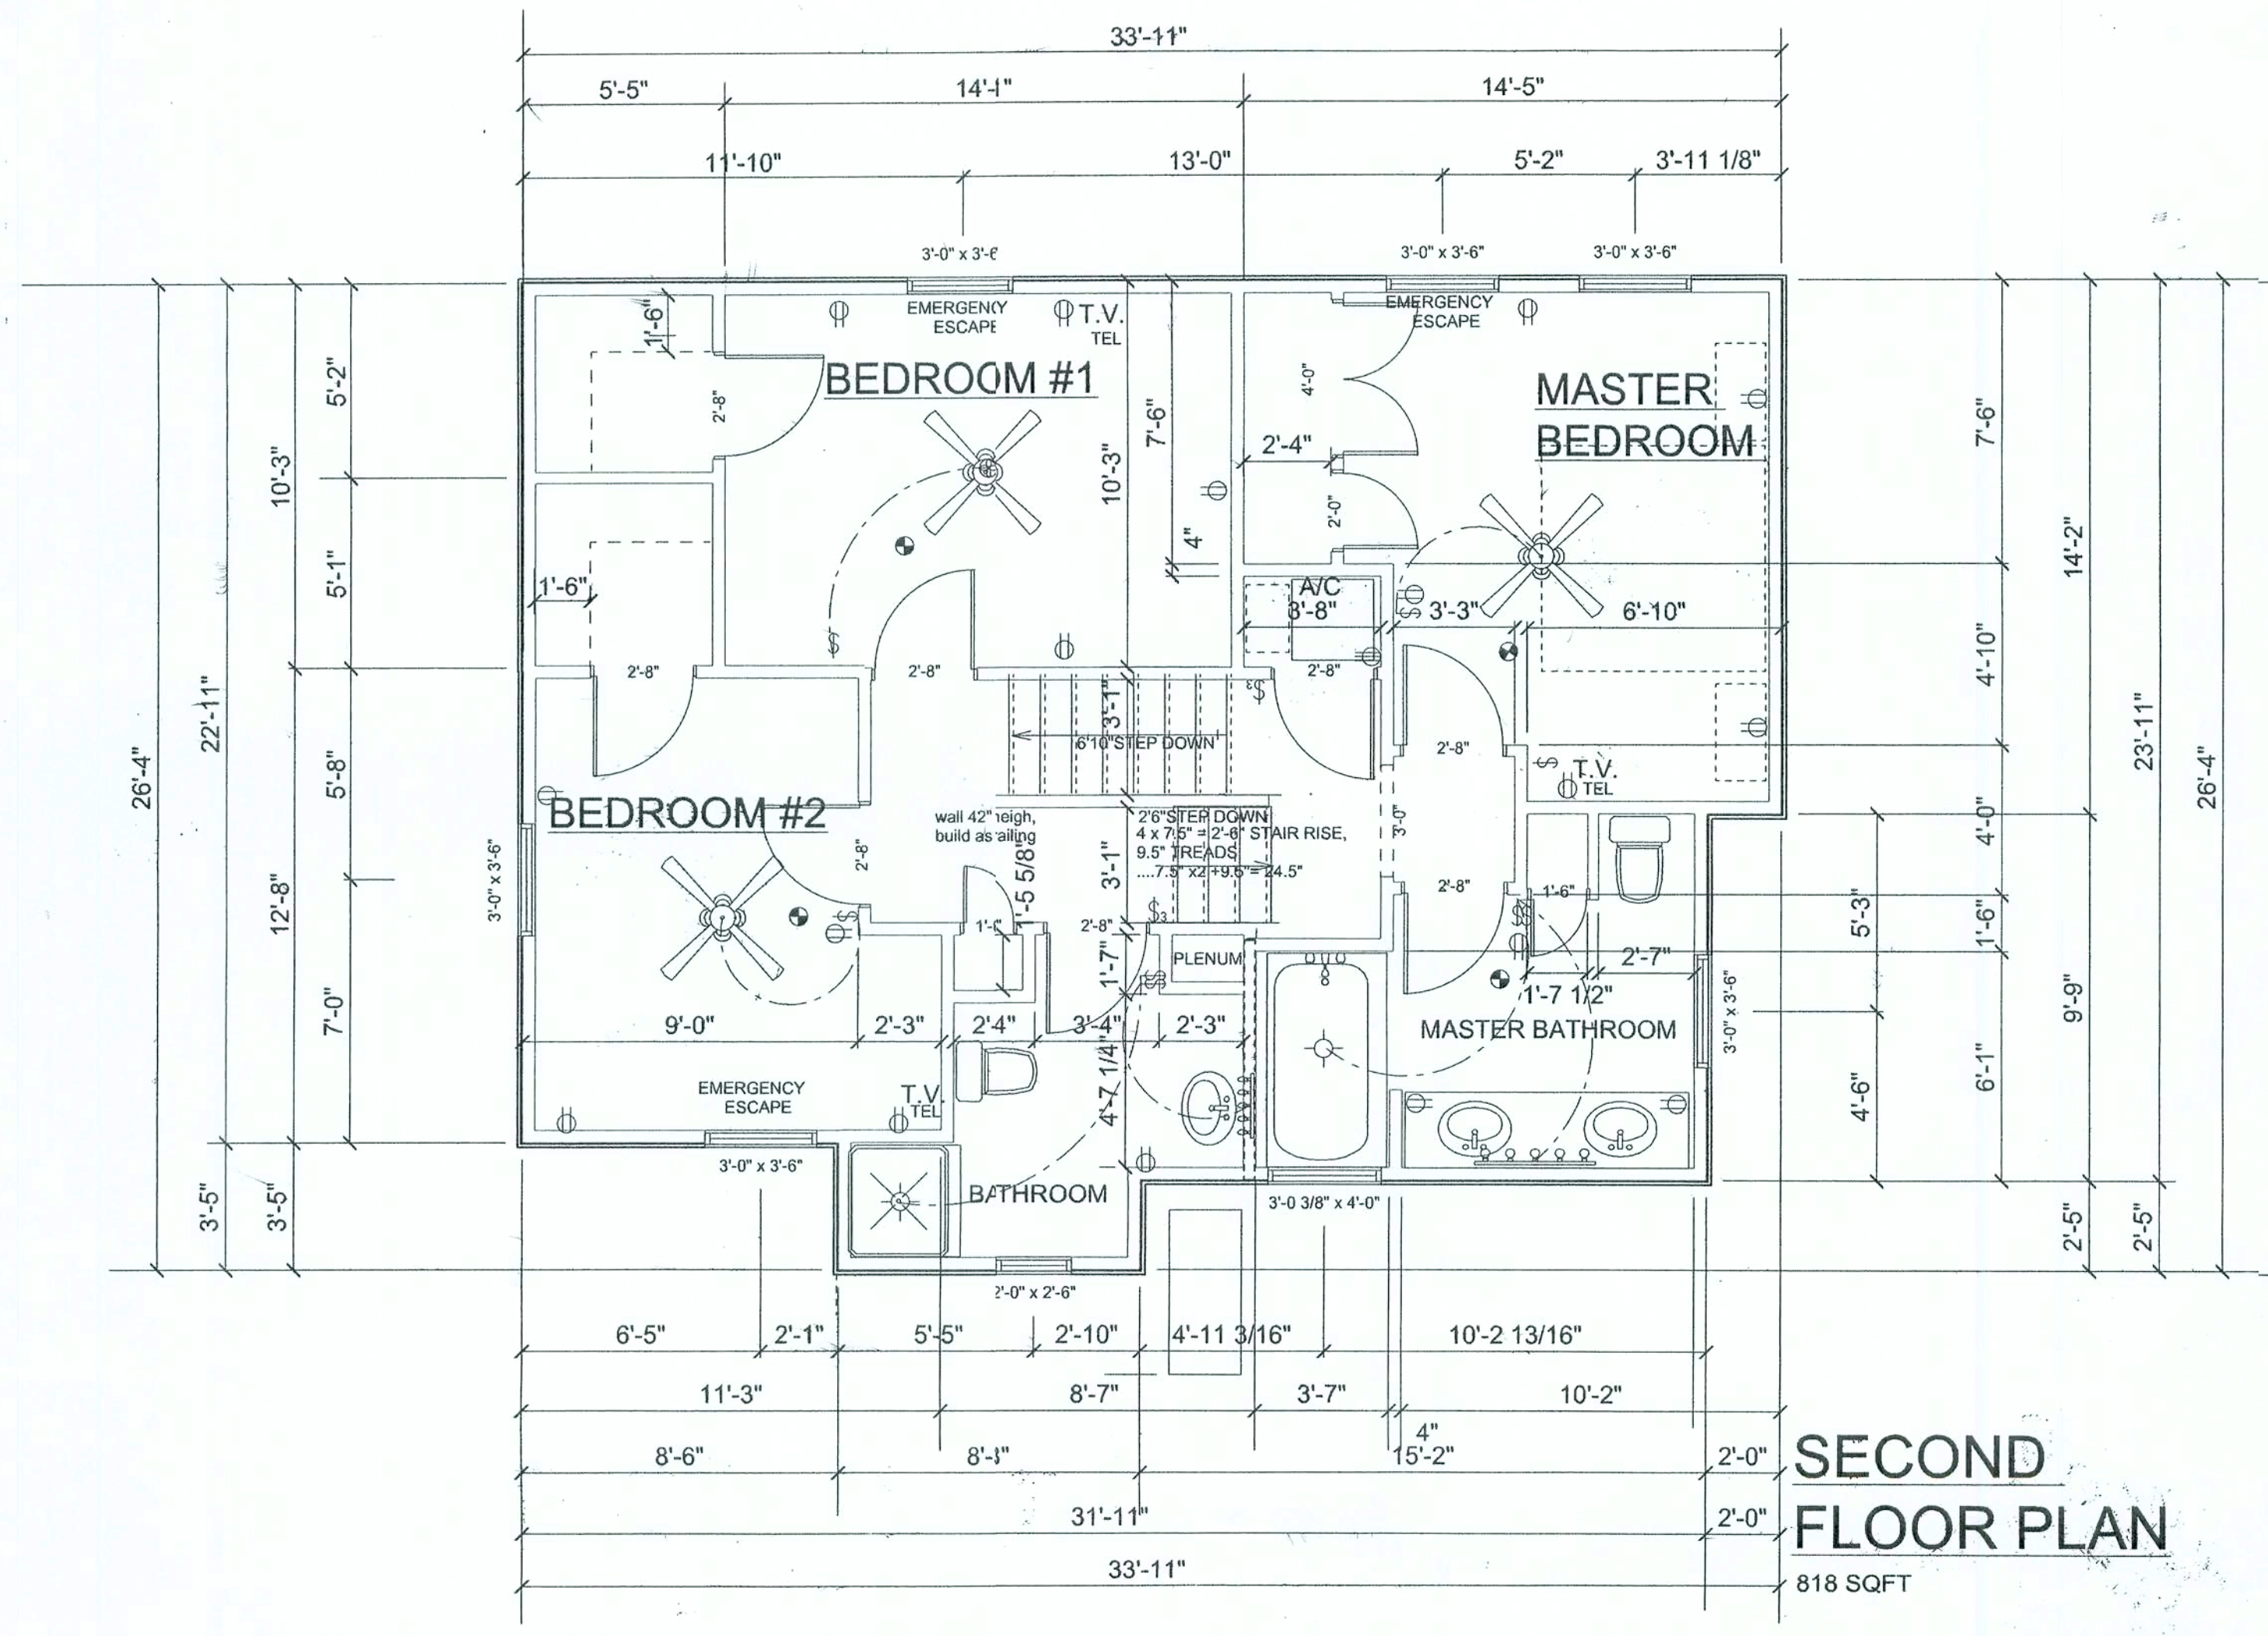 33'-11"
5'-5" 14'-1" 14'-5"
11'-10" 13'-0" 5'-2" 3'-11 1/8"
3'-0" x 3'-6 3'-0" x 3'-6" 3'-0" x 3'-6"
EMERGENCY
ESCAPE
T.V.
TEL
EMERGENCY
ESCAPE
1'-6"
BEDROOM #1
MASTER
BEDROOM
2'-8"
4'-0"
7'-6"
10'-3"
2'-4"
2'-0"
4"
5'-2"
10'-3"
5'-1"
1'-6"
A/C
3'-8" 3'-3" 6'-10"
2'-8" 2'-8" 2'-8"
7'-6"
14'-2"
4'-10"
22'-11"
26'-4"
5'-8"
3'-1"
6'10"STEP DOWN
2'-8"
T.V.
TEL
23'-11"
26'-4"
BEDROOM #2
wall 42"
build as
2'6"STEP DOWN
4 x 7.5" = 2'-6" STAIR RISE,
9.5" TREADS
....7.5" x2 +9.5"= 24.5"
3'-0"
4'-0"
3'-0" x 3'-6"
2'-8"
1'-5 5/8"
3'-1"
2'-8"
1'-6"
12'-8"
5'-3"
1'-6"
2'-8"
1'-7"
PLENUM
2'-7"
1'-7 1/2"
7'-0"
9'-0" 2'-3" 2'-4" 3'-4" 2'-3"
MASTER BATHROOM
3'-0" x 3'-6"
9'-9"
4'-7 1/4"
4'-6"
6'-1"
EMERGENCY
ESCAPE
T.V.
TEL
3'-0" x 3'-6"
BATHROOM
3'-0 3/8" x 4'-0"
3'-5" 3'-5"
2'-5" 2'-5"
2'-0" x 2'-6"
6'-5" 2'-1" 5'-5" 2'-10" 4'-11 3/16" 10'-2 13/16"
11'-3" 8'-7" 3'-7" 10'-2"
4"
8'-6" 15'-2" 2'-0"
31'-11" 2'-0"
33'-11"
SECOND
FLOOR PLAN
818 SQFT